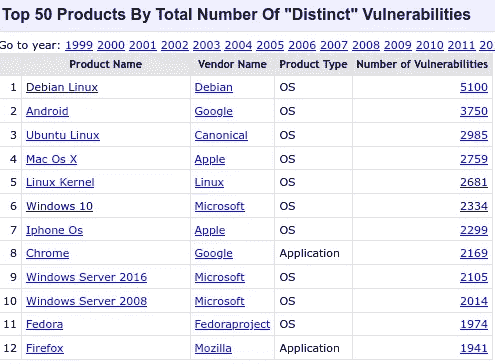 Top 50 Products By Total Number Of "Distinct" Vulnerabilities
Go to year: 1999 2000 2001 2002 2003 2004 2005 2006 2007 2008 2009 2010 2011 20
Product Name Vendor Name Product Type Number of Vulnerabilities
1 Debian Linux Debian OS 5100
2 Android Google OS 3750
3 Ubuntu Linux Canonical OS 2985
4 Mac Os X Apple OS 2759
5 Linux Kernel Linux OS 2681
6 Windows 10 Microsoft OS 2334
7 Iphone Os Apple OS 2299
8 Chrome Google Application 2169
9 Windows Server 2016 Microsoft OS 2105
10 Windows Server 2008 Microsoft OS 2014
11 Fedora Fedoraproject OS 1974
12 Firefox Mozilla Application 1941